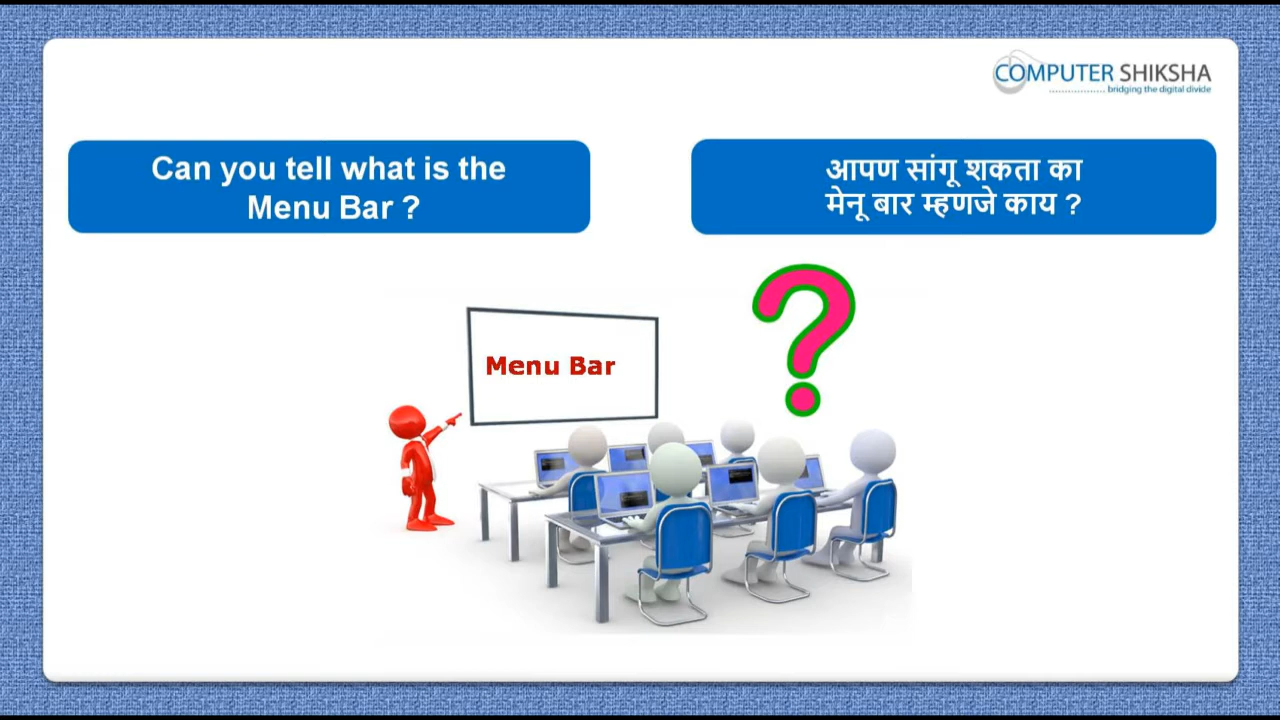 COMPUTER SHIKSHA
bridging the digital divide
Can you tell what is the
Menu Bar ?
आपण सांगू शकता का
मेनू बार म्हणजे काय ?
Menu Bar